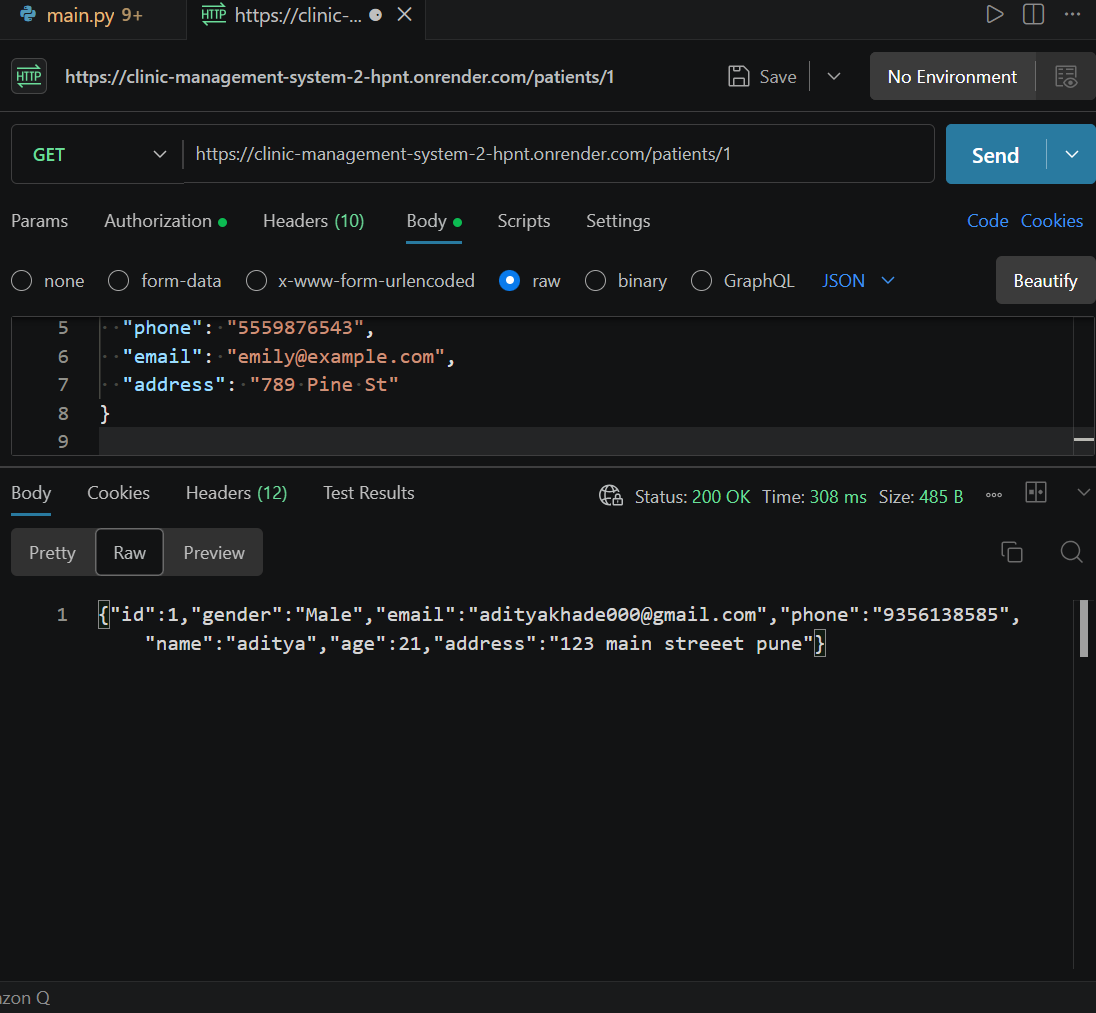 main.py 9+ HTTP https://clinic-...
HTTP https://clinic-management-system-2-hpnt.onrender.com/patients/1 Save No Environment
GET https://clinic-management-system-2-hpnt.onrender.com/patients/1 Send
Params Authorization Headers (10) Body Scripts Settings Code Cookies
none form-data x-www-form-urlencoded raw binary GraphQL JSON Beautify
5 "phone": "5559876543",
6 "email": "emily@example.com",
7 "address": "789 Pine St"
8 }
9
Body Cookies Headers (12) Test Results Status: 200 OK Time: 308 ms Size: 485 B
Pretty Raw Preview
1 {"id":1,"gender":"Male","email":"adityakhade000@gmail.com","phone":"9356138585",
"name":"aditya","age":21,"address":"123 main streeet pune"}
zon Q